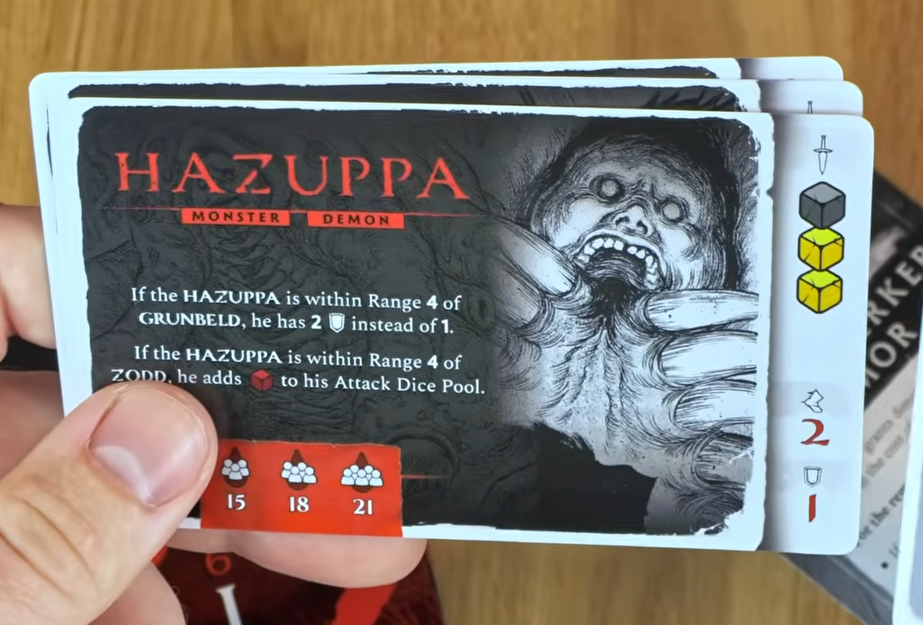 HAZUPPA
MONSTER DEMON
If the HAZUPPA is within Range 4 of
GRUNBELD, he has 2 instead of 1.
If the HAZUPPA is within Range 4 of
ZODD, he adds to his Attack Dice Pool.
15 18 21
2
1